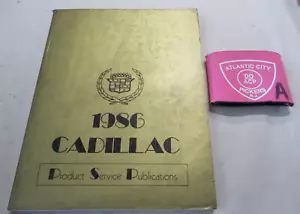 1986
CADILLAC
Product Service Publications
ATLANTIC CITY
PICKERS
A